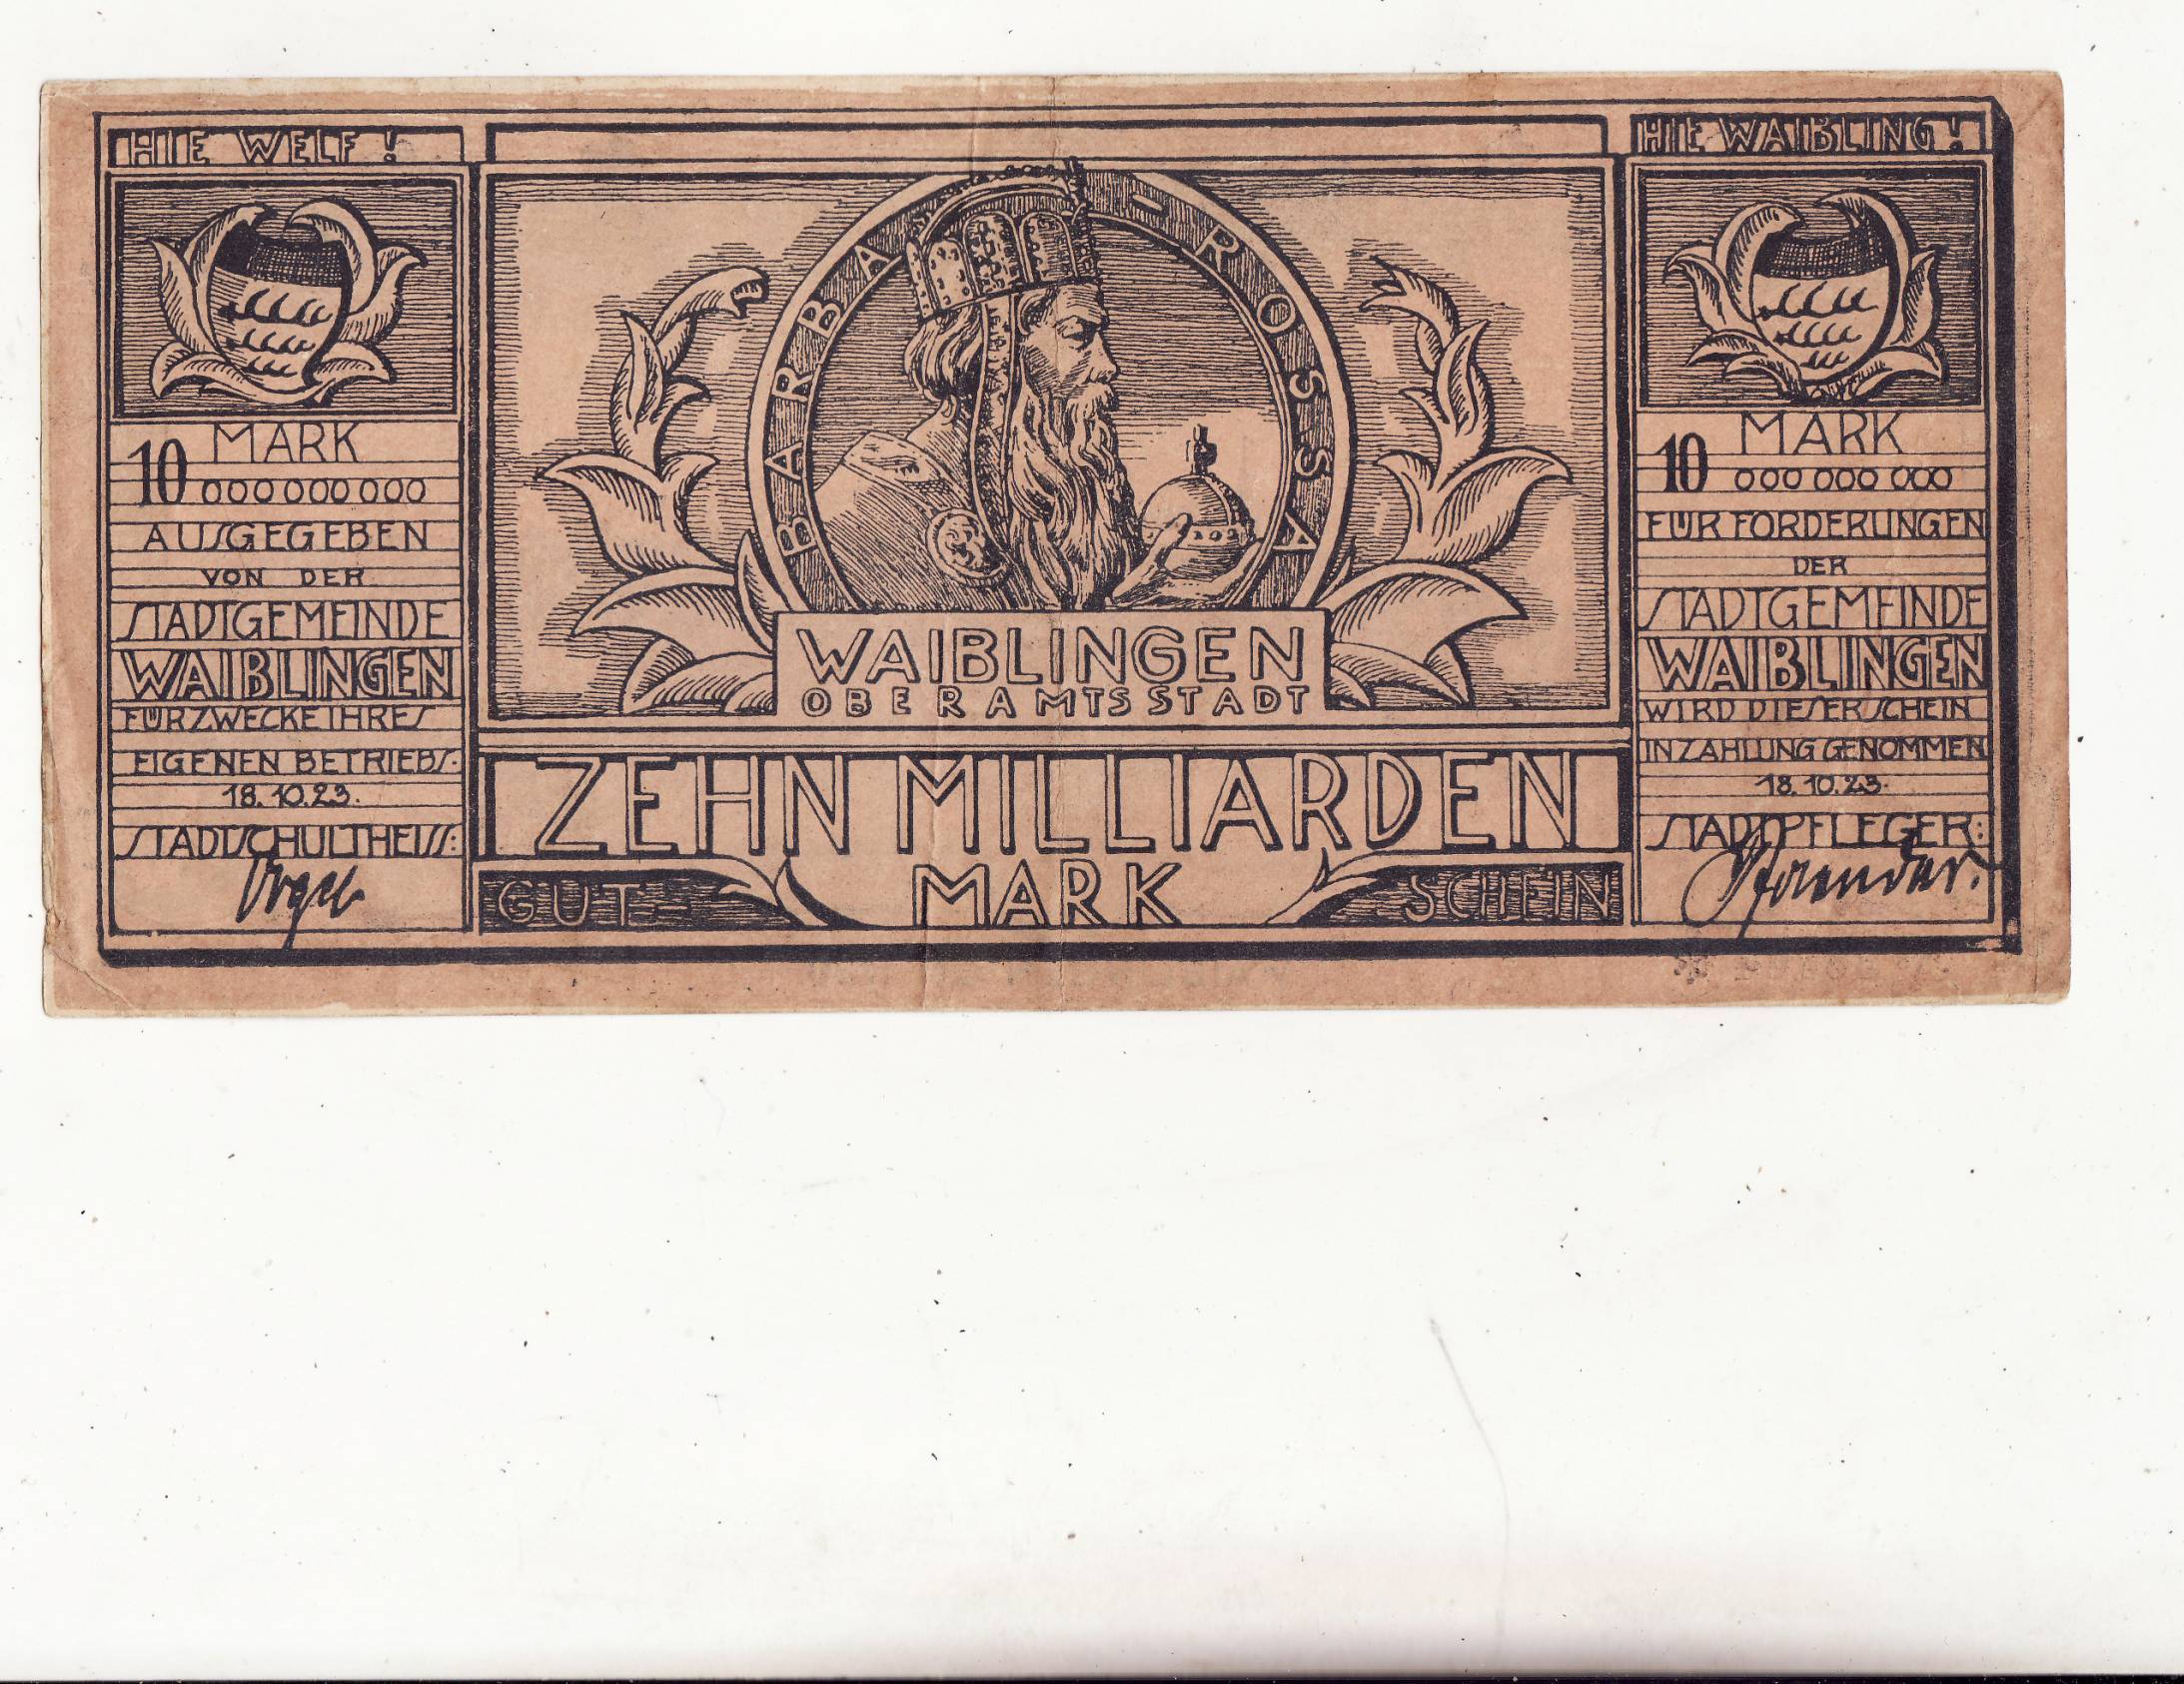 HIE WELF !
10 MARK
000 000 000
AUSGEGEBEN
VON DER
STADTGEMEINDE
WAIBLINGEN
FÜR ZWECKE IHRES
EIGENEN BETRIEBS:
18.10.23.
STADTSCHULTHEISS:
BARBA-ROSSA
WAIBLINGEN
OBERAMTSSTADT
ZEHN MILLIARDEN
MARK
GUT= SCHEIN
HIE WAIBLING !
10 MARK
000 000 000
FÜR FORDERUNGEN
DER
STADTGEMEINDE
WAIBLINGEN
WIRD DIESER SCHEIN
IN ZAHLUNG GENOMMEN
18.10.23.
STADTPFLEGER: